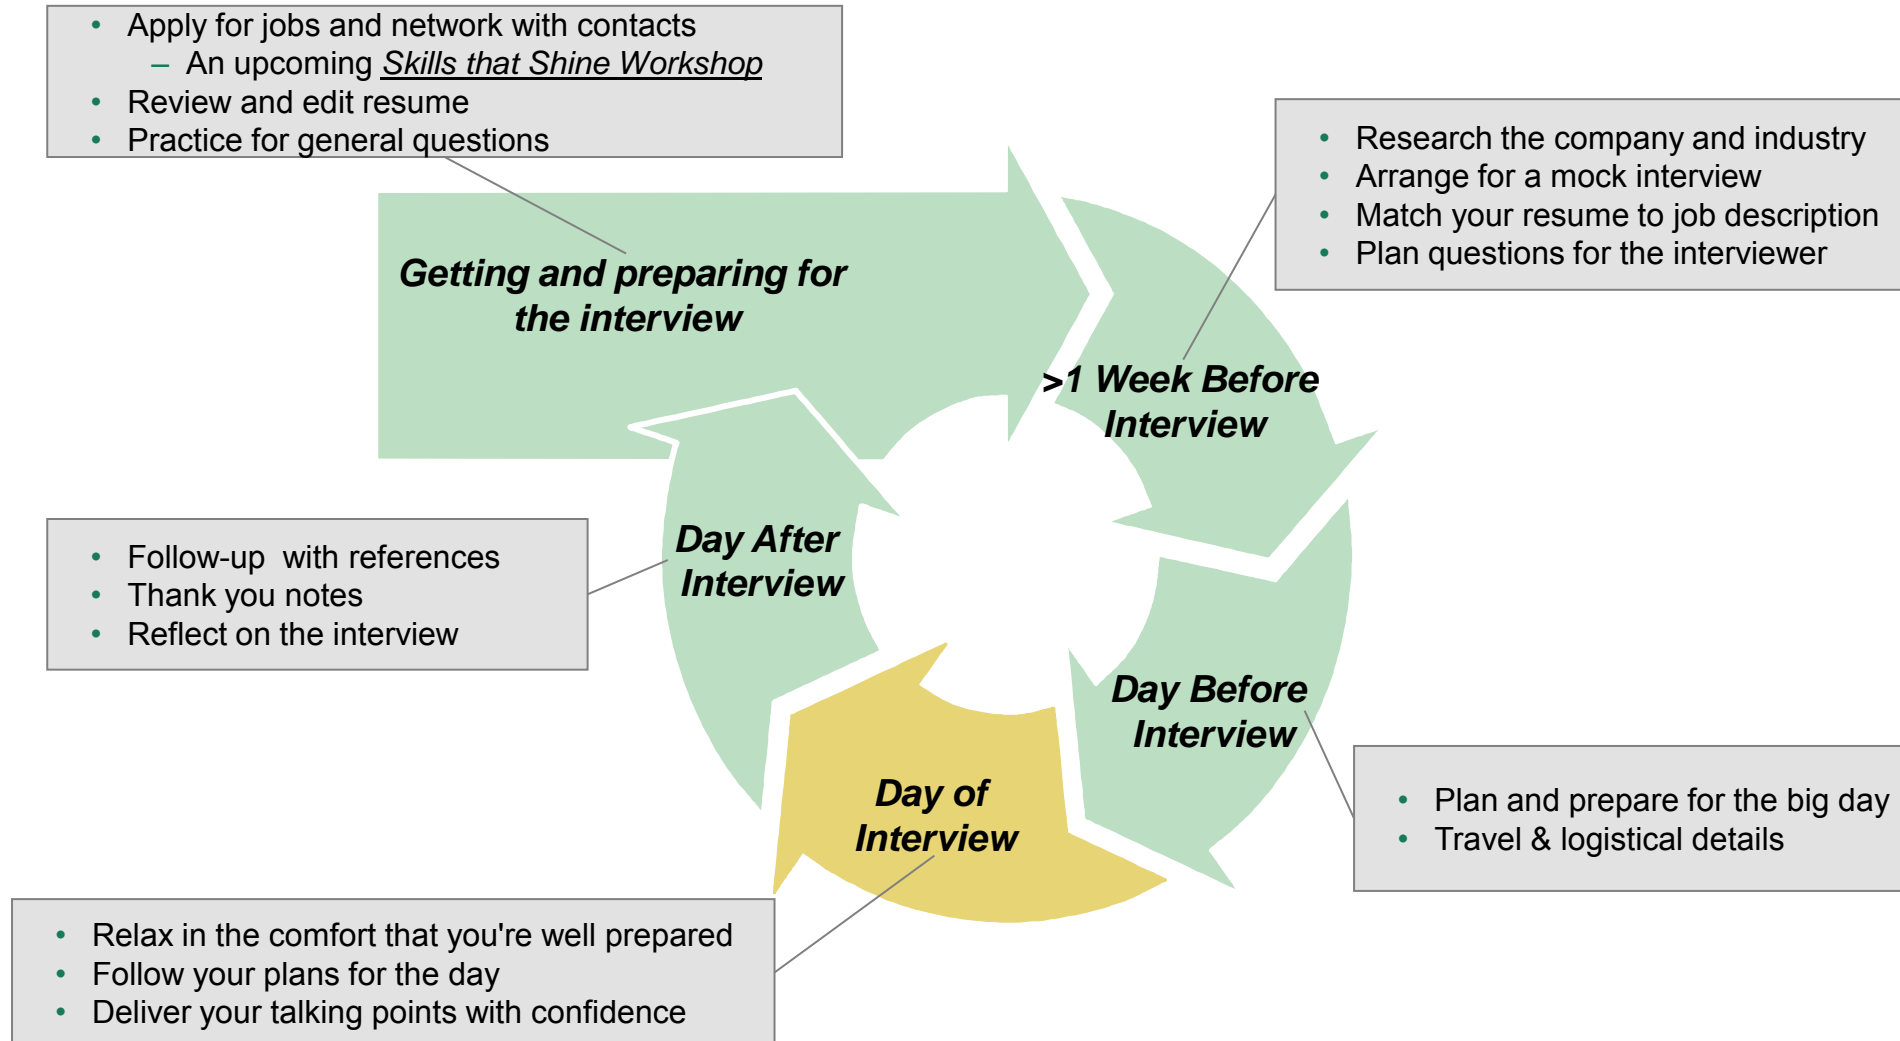 • Apply for jobs and network with contacts
– An upcoming Skills that Shine Workshop
• Review and edit resume
• Practice for general questions
Getting and preparing for
the interview
• Research the company and industry
• Arrange for a mock interview
• Match your resume to job description
• Plan questions for the interviewer
>1 Week Before
Interview
Day Before
Interview
• Plan and prepare for the big day
• Travel & logistical details
Day of
Interview
• Relax in the comfort that you're well prepared
• Follow your plans for the day
• Deliver your talking points with confidence
Day After
Interview
• Follow-up  with references
• Thank you notes
• Reflect on the interview